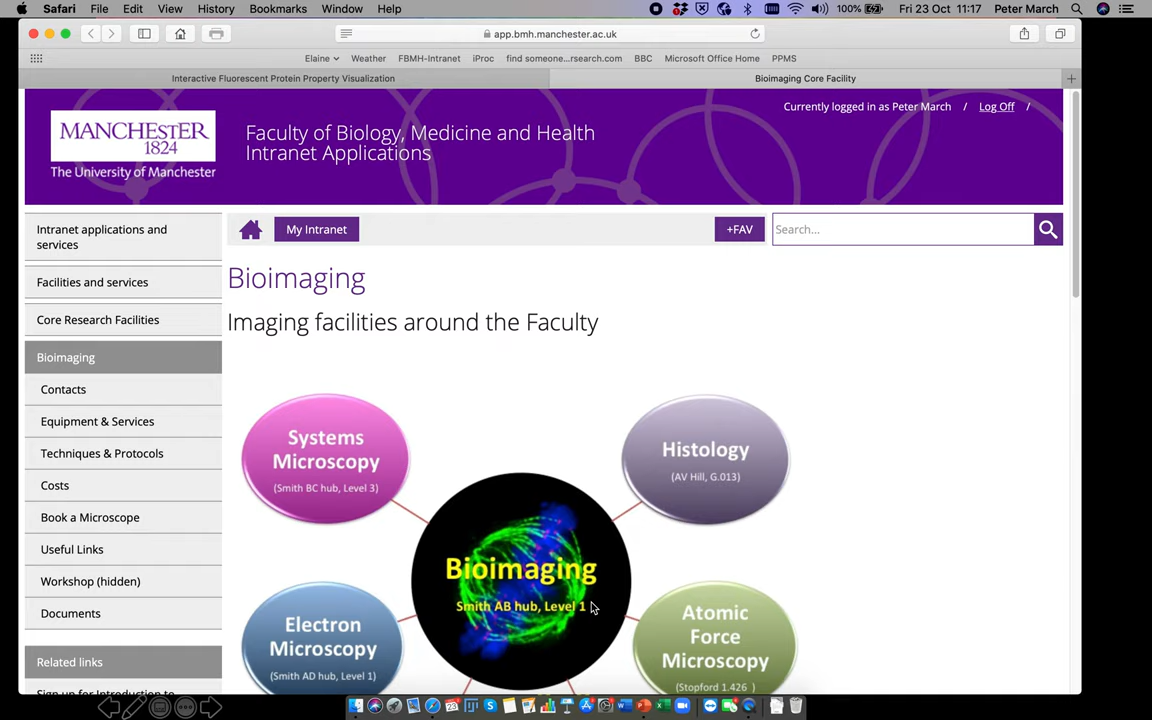 Safari File Edit View History Bookmarks Window Help 100% Fri 23 Oct 11:17 Peter March
app.bmh.manchester.ac.uk
Elaine Weather FBMH-Intranet iProc find someone...rsearch.com BBC Microsoft Office Home PPMS
Interactive Fluorescent Protein Property Visualization Bioimaging Core Facility
Currently logged in as Peter March / Log Off /
MANCHESTER
1824
The University of Manchester
Faculty of Biology, Medicine and Health
Intranet Applications
My Intranet +FAV Search...
Intranet applications and
services
Facilities and services
Core Research Facilities
Bioimaging
Contacts
Equipment & Services
Techniques & Protocols
Costs
Book a Microscope
Useful Links
Workshop (hidden)
Documents
Related links
Sign up for Introduction to
Bioimaging
Imaging facilities around the Faculty
Systems
Microscopy
(Smith BC hub, Level 3)
Histology
(AV Hill, G.013)
Bioimaging
Smith AB hub, Level 1
Electron
Microscopy
(Smith AD hub, Level 1)
Atomic
Force
Microscopy
(Stopford 1.426 )